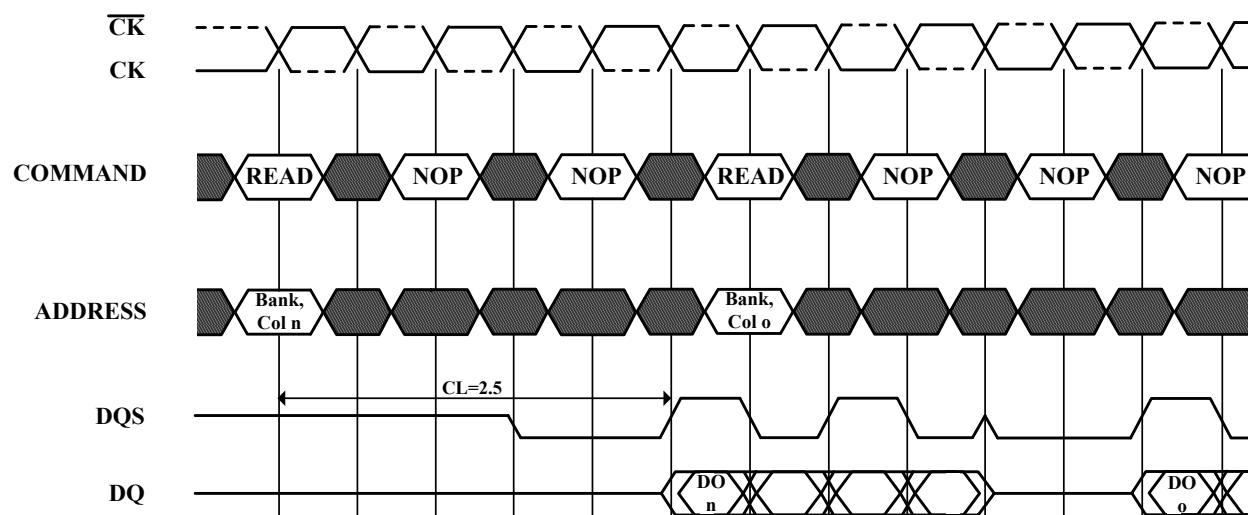 C̅K̅
CK
COMMAND READ NOP NOP READ NOP NOP NOP
ADDRESS Bank, Col n Bank, Col o
CL=2.5
DQS
DQ DO n DO o